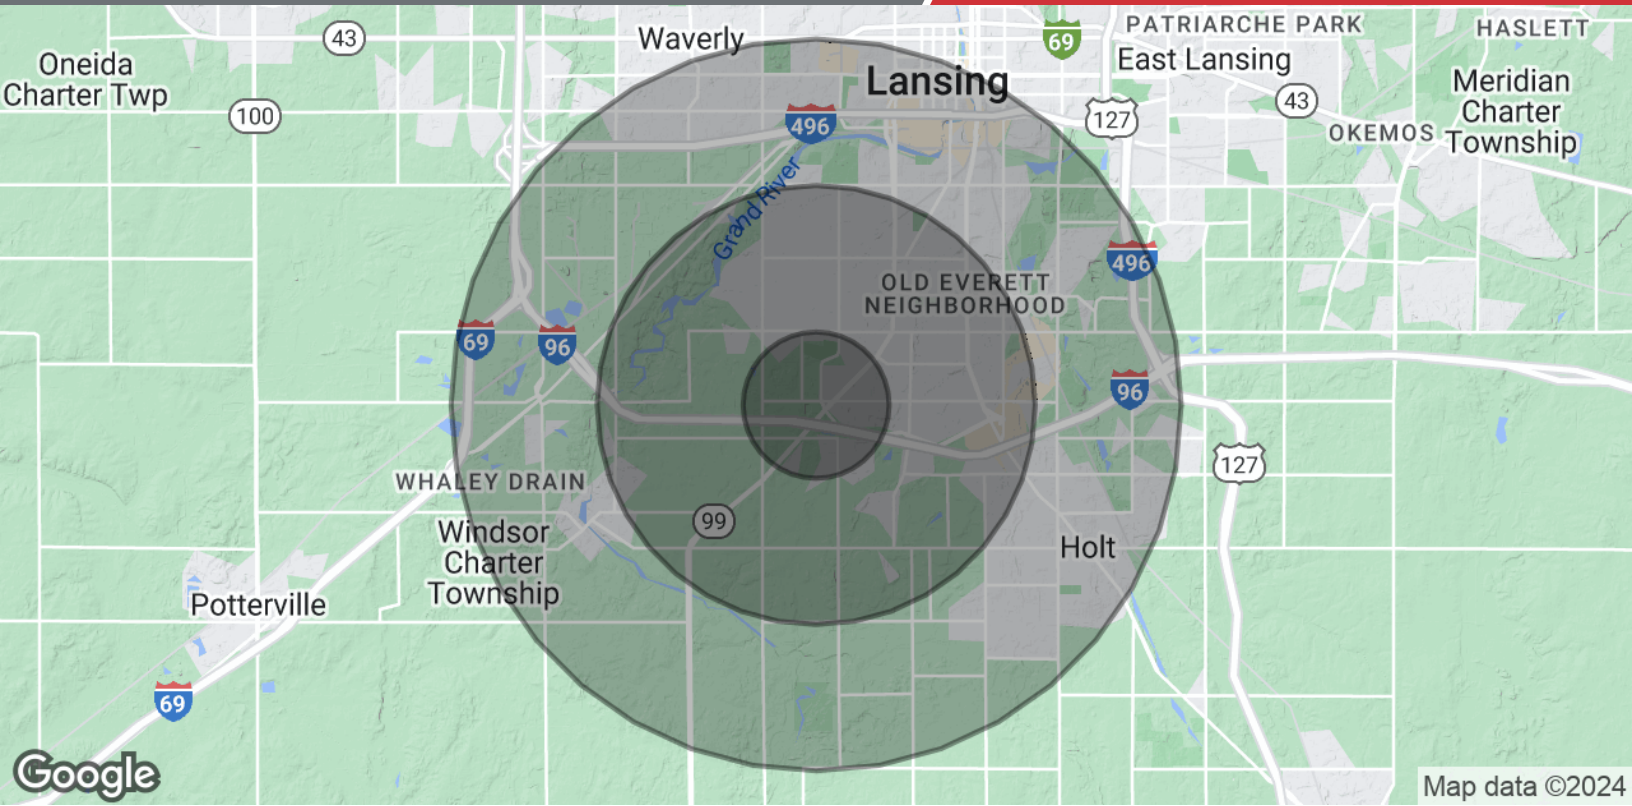 43
Waverly
69
PATRIARCHE PARK
HASLETT
Oneida
Charter Twp
Lansing
East Lansing
Meridian
Charter
Township
100
496
127
43
OKEMOS
Grand River
496
OLD EVERETT
NEIGHBORHOOD
69
96
96
WHALEY DRAIN
127
Windsor
Charter
Township
99
Holt
Potterville
69
Google
Map data ©2024